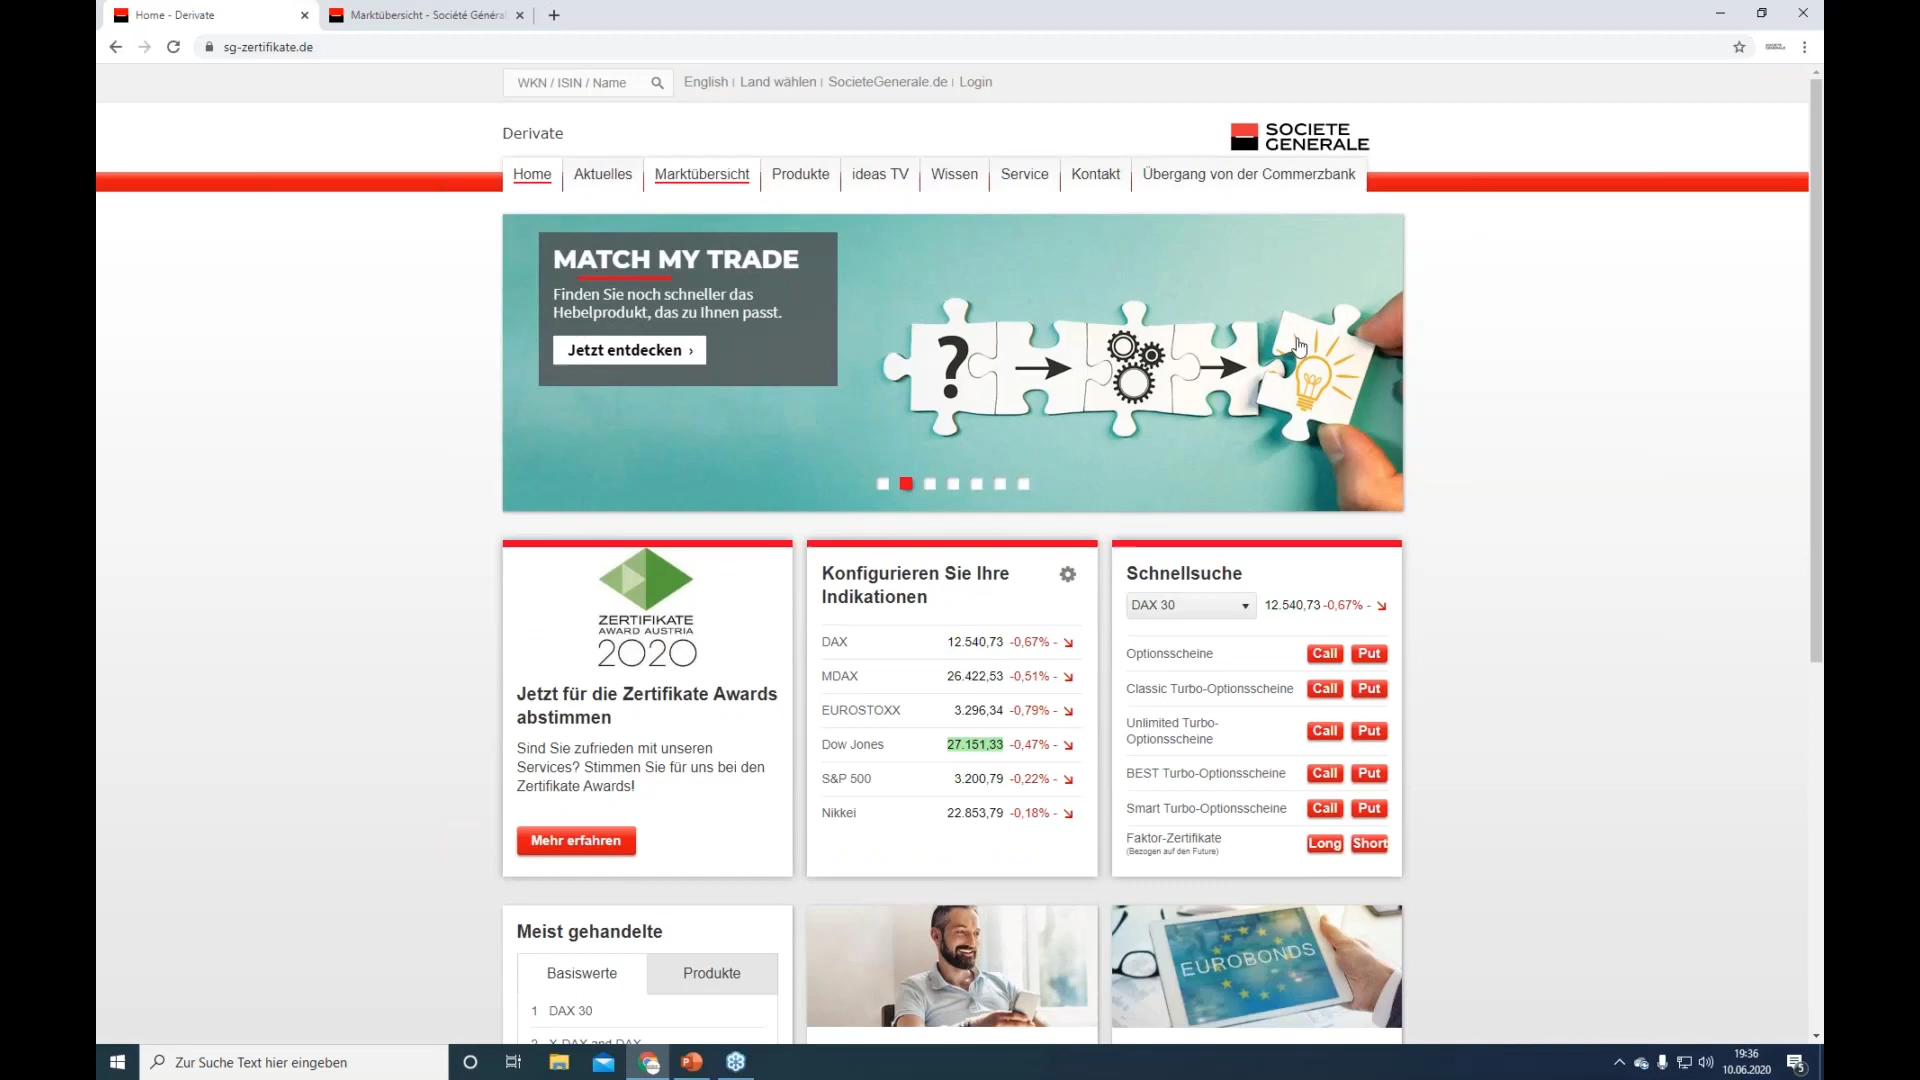 Home - Derivate
Marktübersicht - Société Général
sg-zertifikate.de
WKN / ISIN / Name
English | Land wählen | SocieteGenerale.de | Login
Derivate
SOCIETE
GENERALE
Home
Aktuelles
Marktübersicht
Produkte
ideas TV
Wissen
Service
Kontakt
Übergang von der Commerzbank
MATCH MY TRADE
Finden Sie noch schneller das
Hebelprodukt, das zu Ihnen passt.
Jetzt entdecken ›
?
ZERTIFIKATE
AWARD AUSTRIA
2020
Jetzt für die Zertifikate Awards
abstimmen
Sind Sie zufrieden mit unseren
Services? Stimmen Sie für uns bei den
Zertifikate Awards!
Mehr erfahren
Konfigurieren Sie Ihre
Indikationen
DAX 12.540,73 -0,67% -
MDAX 26.422,53 -0,51% -
EUROSTOXX 3.296,34 -0,79% -
Dow Jones 27.151,33 -0,47% -
S&P 500 3.200,79 -0,22% -
Nikkei 22.853,79 -0,18% -
Schnellsuche
DAX 30 12.540,73 -0,67% -
Optionsscheine Call Put
Classic Turbo-Optionsscheine Call Put
Unlimited Turbo-
Optionsscheine Call Put
BEST Turbo-Optionsscheine Call Put
Smart Turbo-Optionsscheine Call Put
Faktor-Zertifikate Long Short
(Bezogen auf den Future)
Meist gehandelte
Basiswerte Produkte
1 DAX 30
2 X-DAX and DAX
EUROBONDS
Zur Suche Text hier eingeben
19:36
10.06.2020
5